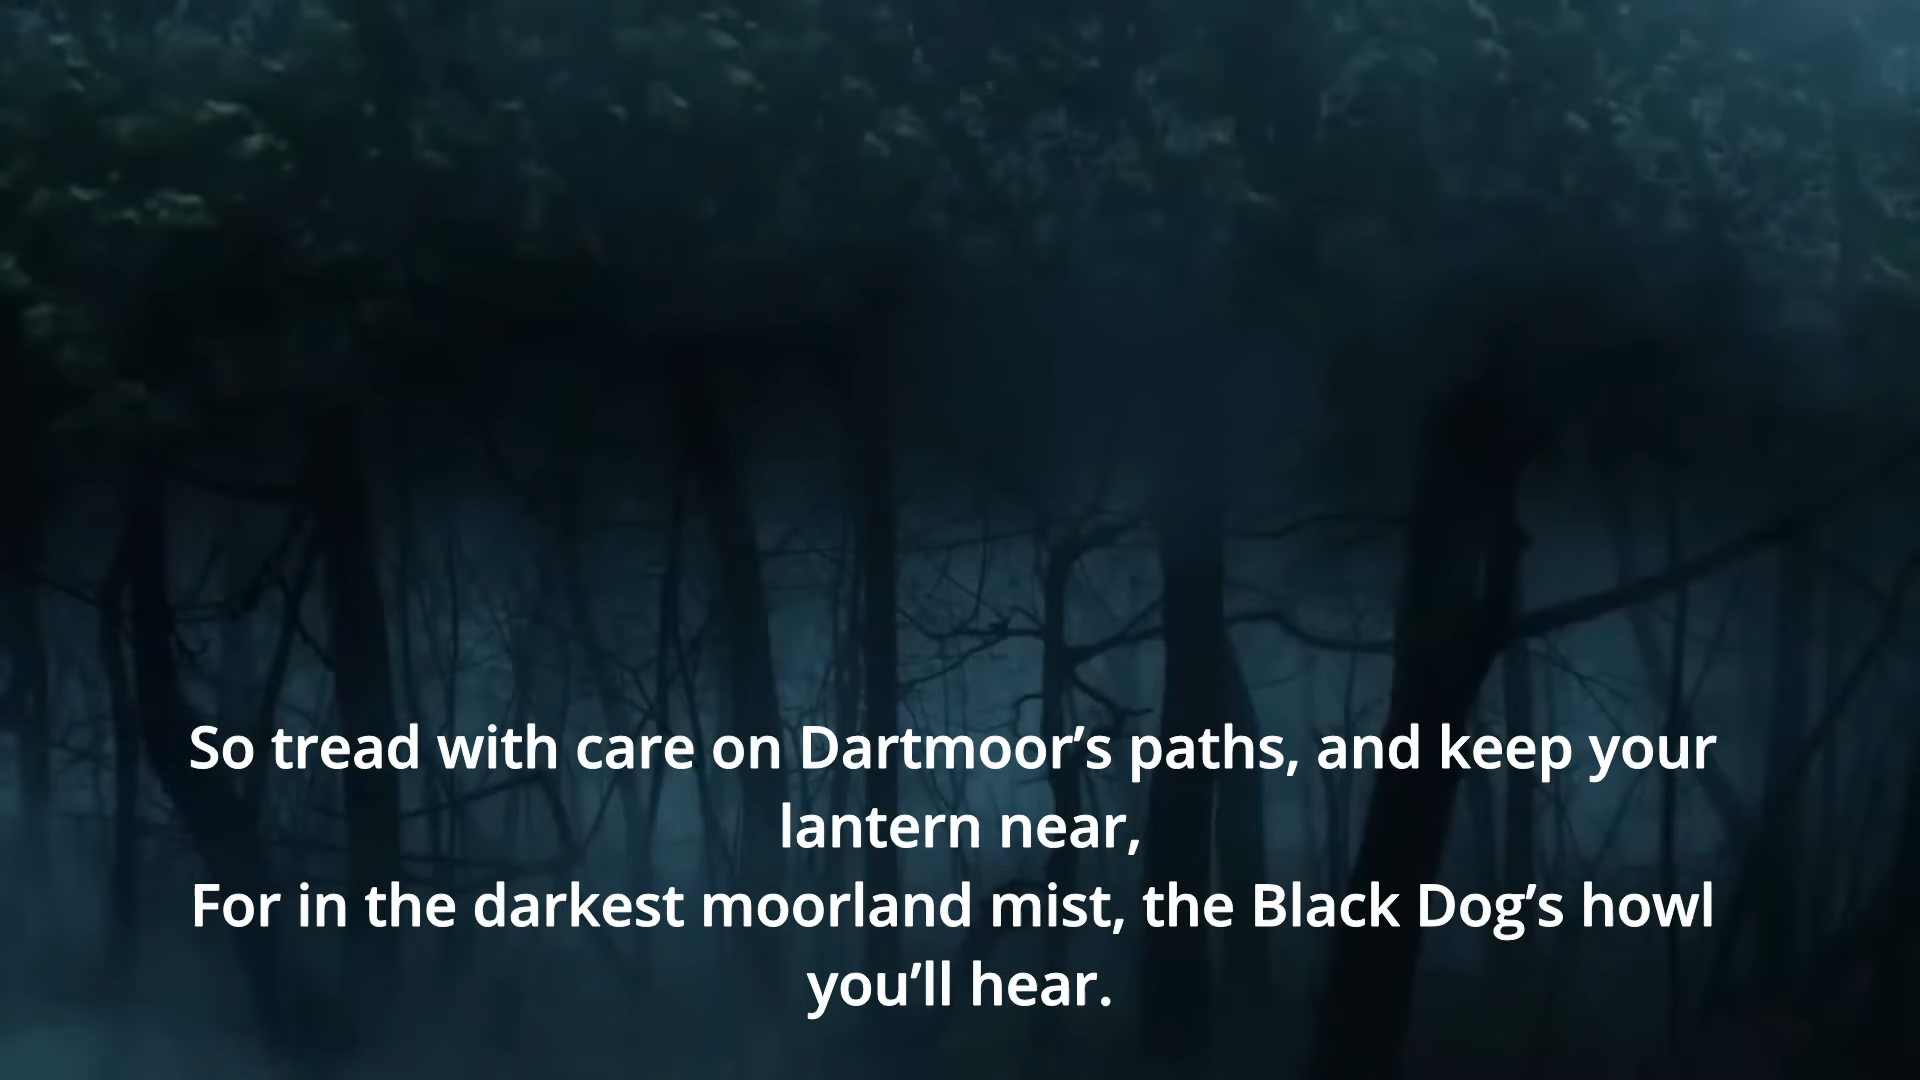 So tread with care on Dartmoor’s paths, and keep your
lantern near,
For in the darkest moorland mist, the Black Dog’s howl
you’ll hear.